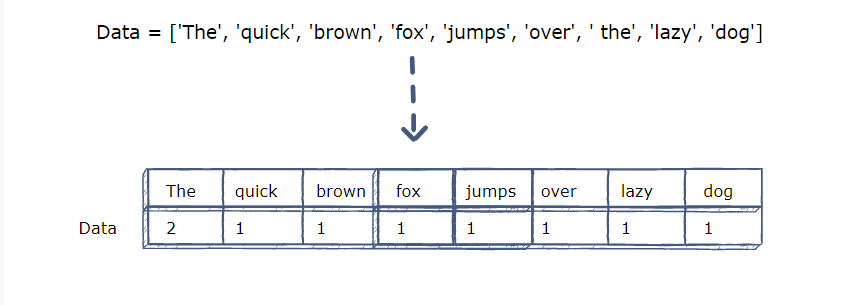 Data = ['The', 'quick', 'brown', 'fox', 'jumps', 'over', ' the', 'lazy', 'dog']
The quick brown fox jumps over lazy dog
Data 2 1 1 1 1 1 1 1